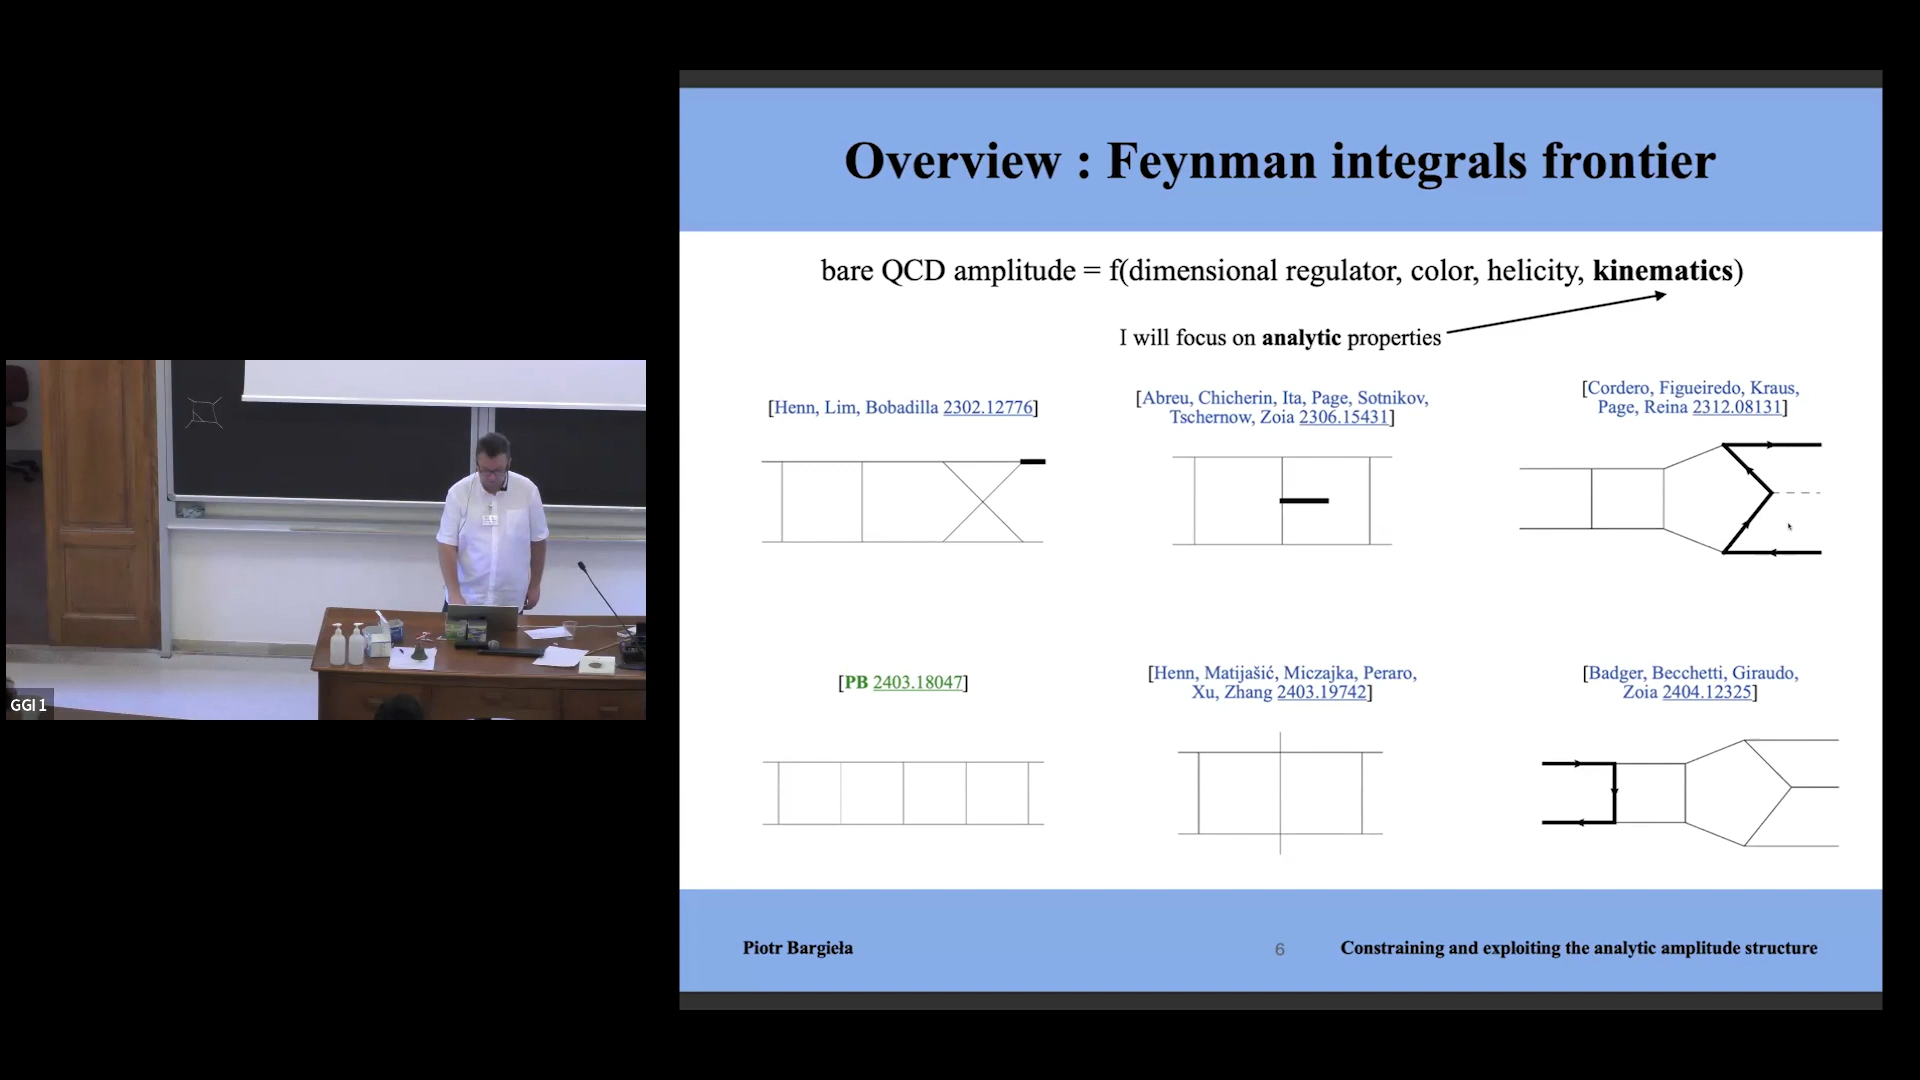 Overview : Feynman integrals frontier
bare QCD amplitude = f(dimensional regulator, color, helicity, kinematics)
I will focus on analytic properties
[Henn, Lim, Bobadilla 2302.12776]
[Abreu, Chicherin, Ita, Page, Sotnikov,
Tschernow, Zoia 2306.15431]
[Cordero, Figueiredo, Kraus,
Page, Reina 2312.08131]
[PB 2403.18047]
[Henn, Matijašić, Miczajka, Peraro,
Xu, Zhang 2403.19742]
[Badger, Becchetti, Giraudo,
Zoia 2404.12325]
Piotr Bargieła
6
Constraining and exploiting the analytic amplitude structure
GGI 1